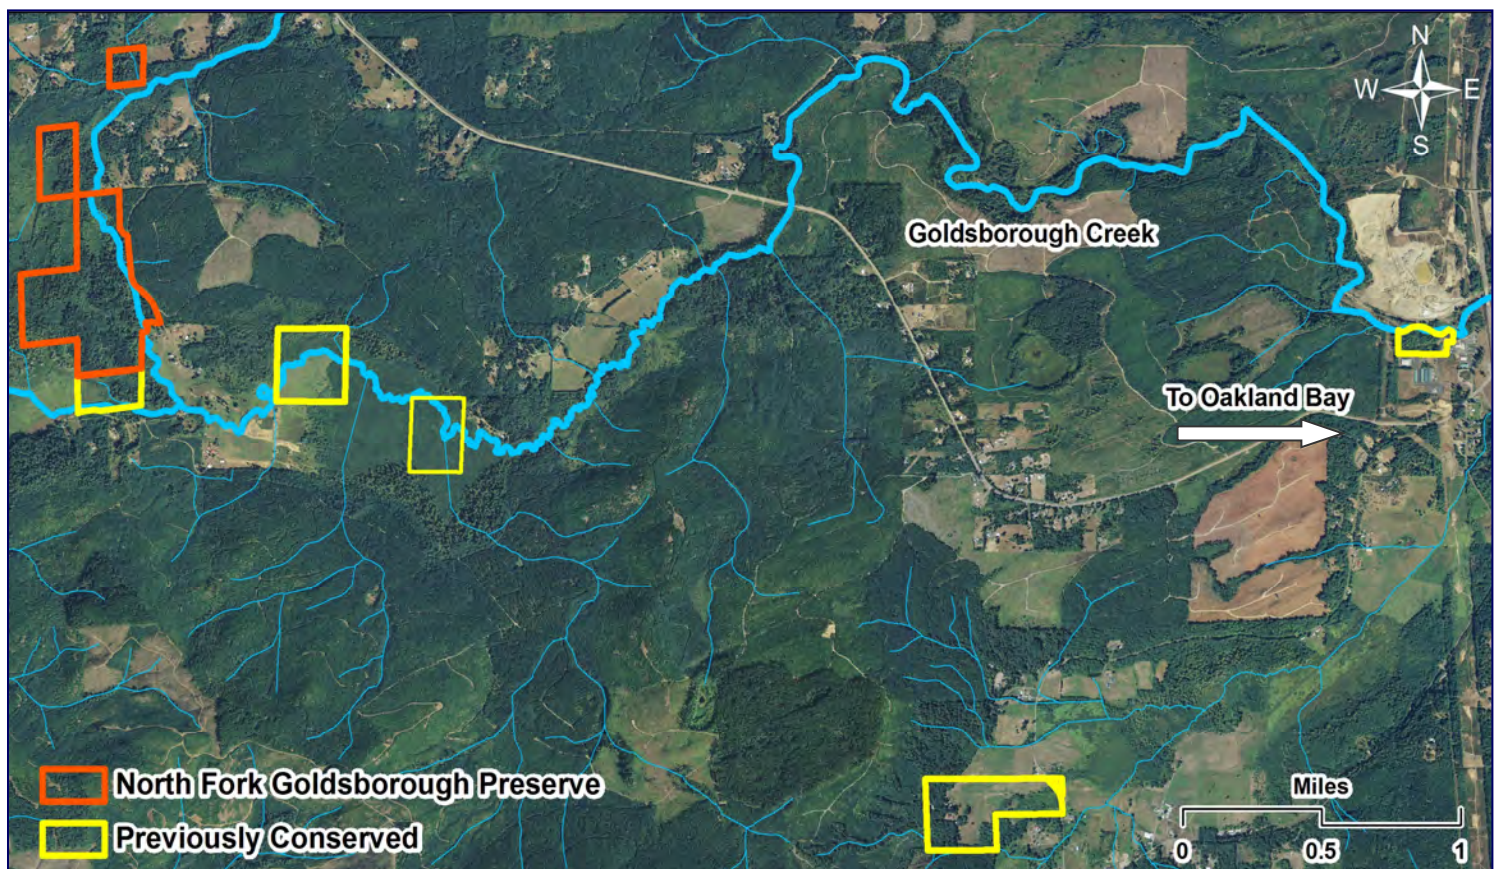 N
W E
S
Goldsborough Creek
To Oakland Bay
North Fork Goldsborough Preserve
Previously Conserved
Miles
0 0.5 1